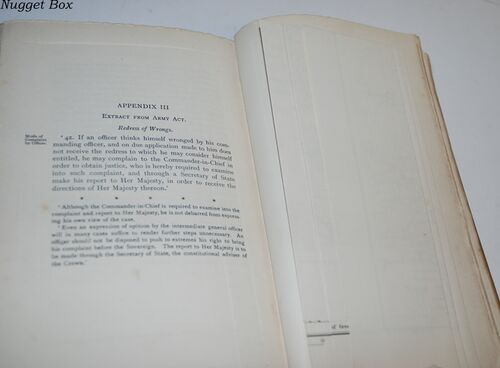 Nugget Box
APPENDIX III
EXTRACT FROM ARMY ACT.
Redress of Wrongs.
Mode of
Complaint
by Officer.
'42. If an officer thinks himself wronged by his com-
manding officer, and on due application made to him does
not receive the redress to which he may consider himself
entitled, he may complain to the Commander-in-Chief in
order to obtain justice, who is hereby required to examine
into such complaint, and through a Secretary of State
make his report to Her Majesty, in order to receive the
directions of Her Majesty thereon.'
* * * * *
'Although the Commander-in-Chief is required to examine into the
complaint and report to Her Majesty, he is not debarred from express-
ing his own view of the case.
'Even an expression of opinion by the intermediate general officer
will in many cases suffice to render further steps unnecessary. An
officer should not be disposed to push to extremes his right to bring
his complaint before the Sovereign. The report to Her Majesty is to
be made through the Secretary of State, the constitutional adviser of
the Crown.'
of firm